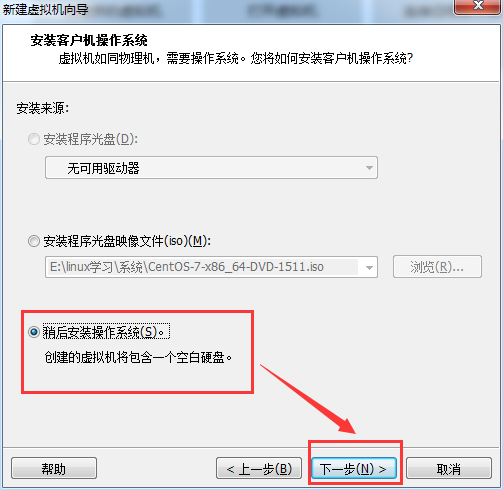 新建虚拟机向导
安装客户机操作系统
虚拟机如同物理机，需要操作系统。您将如何安装客户机操作系统?
安装来源:
安装程序光盘(D):
无可用驱动器
安装程序光盘映像文件(iso)(M):
E:\linux学习\系统\CentOS-7-x86_64-DVD-1511.iso
浏览(R)...
稍后安装操作系统(S)。
创建的虚拟机将包含一个空白硬盘。
帮助
< 上一步(B)
下一步(N) >
取消